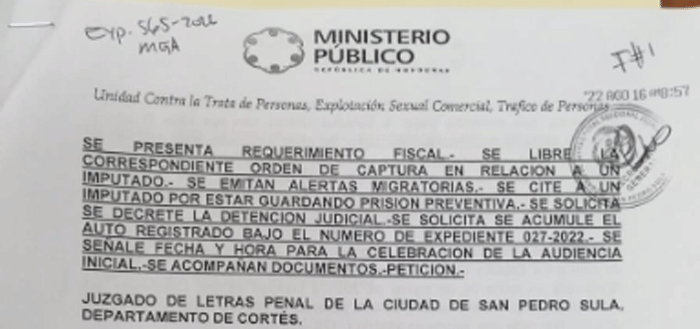 Exp. 565-2022
MGA
MINISTERIO
PÚBLICO
REPÚBLICA DE HONDURAS
F#1
'22 AGO 16 AM8:57
Unidad Contra la Trata de Personas, Explotación Sexual Comercial, Trafico de Personas
SE PRESENTA REQUERIMIENTO FISCAL.- SE LIBRE LA
CORRESPONDIENTE ORDEN DE CAPTURA EN RELACION A UN
IMPUTADO.- SE EMITAN ALERTAS MIGRATORIAS.- SE CITE A UN
IMPUTADO POR ESTAR GUARDANDO PRISION PREVENTIVA.- SE SOLICITA
SE DECRETE LA DETENCION JUDICIAL.-SE SOLICITA SE ACUMULE EL
AUTO REGISTRADO BAJO EL NUMERO DE EXPEDIENTE 027-2022.- SE
SEÑALE FECHA Y HORA PARA LA CELEBRACION DE LA AUDIENCIA
INICIAL.-SE ACOMPAÑAN DOCUMENTOS.-PETICION.-
JUZGADO DE LETRAS PENAL DE LA CIUDAD DE SAN PEDRO SULA,
DEPARTAMENTO DE CORTÉS.